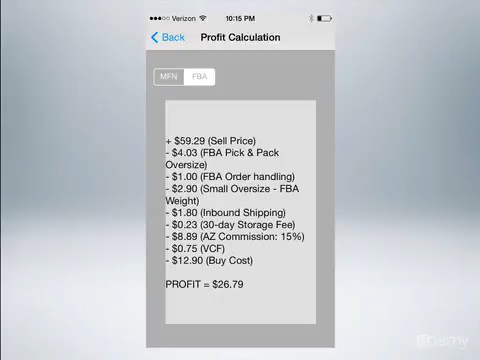 Verizon 10:15 PM
Back Profit Calculation
MFN FBA
+ $59.29 (Sell Price)
- $4.03 (FBA Pick & Pack
Oversize)
- $1.00 (FBA Order handling)
- $2.90 (Small Oversize - FBA
Weight)
- $1.80 (Inbound Shipping)
- $0.23 (30-day Storage Fee)
- $8.89 (AZ Commission: 15%)
- $0.75 (VCF)
- $12.90 (Buy Cost)
PROFIT = $26.79